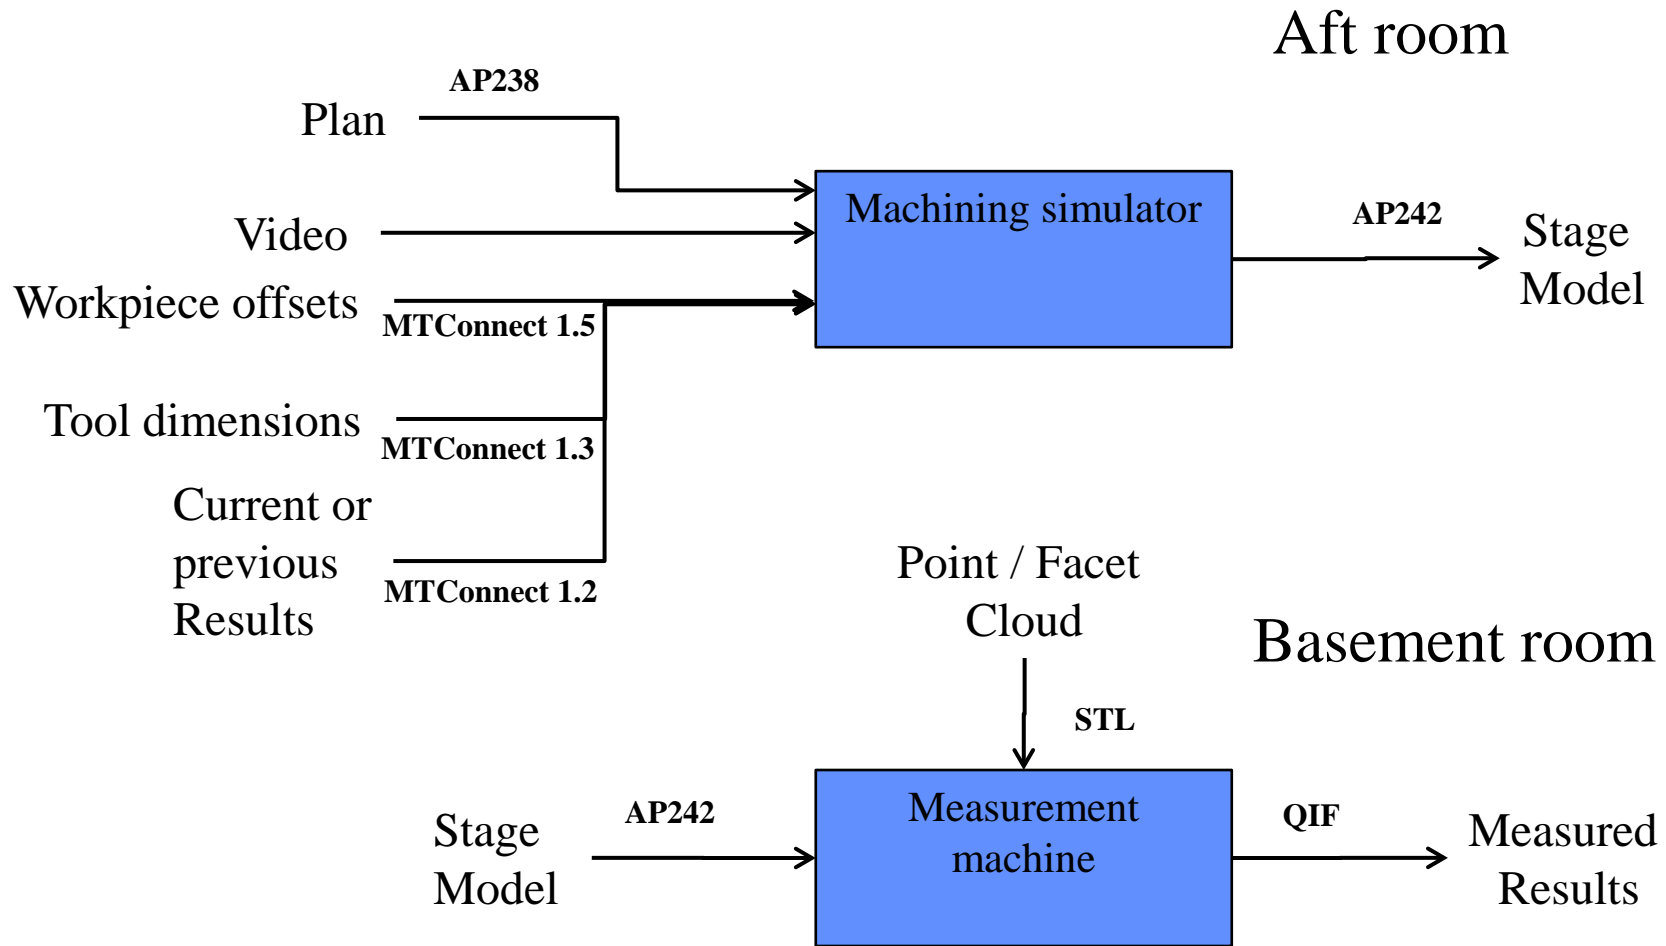 Aft room
AP238
Plan
Machining simulator
Video
AP242
Stage
Model
Workpiece offsets
MTConnect 1.5
Tool dimensions
MTConnect 1.3
Current or
previous
Results
MTConnect 1.2
Point / Facet
Cloud
Basement room
STL
Stage
Model
AP242
Measurement
machine
QIF
Measured
Results